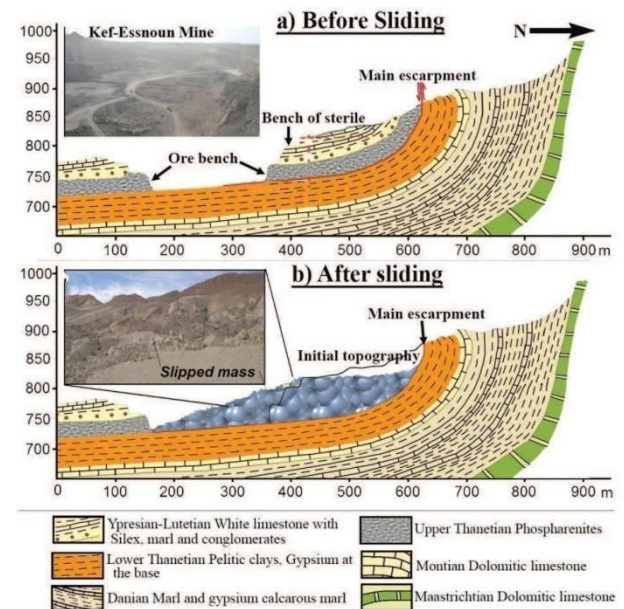 a) Before Sliding
Kef-Essnoun Mine
N
Main escarpment
Bench of sterile
Ore bench
1000
950
900
850
800
750
700
0 100 200 300 400 500 600 700 800 900 m
b) After sliding
Main escarpment
Initial topography
Slipped mass
1000
950
900
850
800
750
700
0 100 200 300 400 500 600 700 800 900 m
Ypresian-Lutetian White limestone with
Silex, marl and conglomerates
Lower Thanetian Pelitic clays, Gypsium at
the base
Danian Marl and gypsium calcarous marl
Upper Thanetian Phospharenites
Montian Dolomitic limestone
Maastrichtian Dolomitic limestone